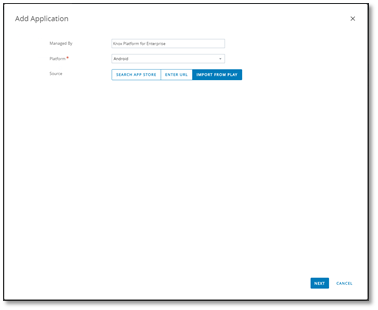 Add Application
Managed By
Knox Platform for Enterprise
Platform *
Android
Source
SEARCH APP STORE
ENTER URL
IMPORT FROM PLAY
NEXT
CANCEL